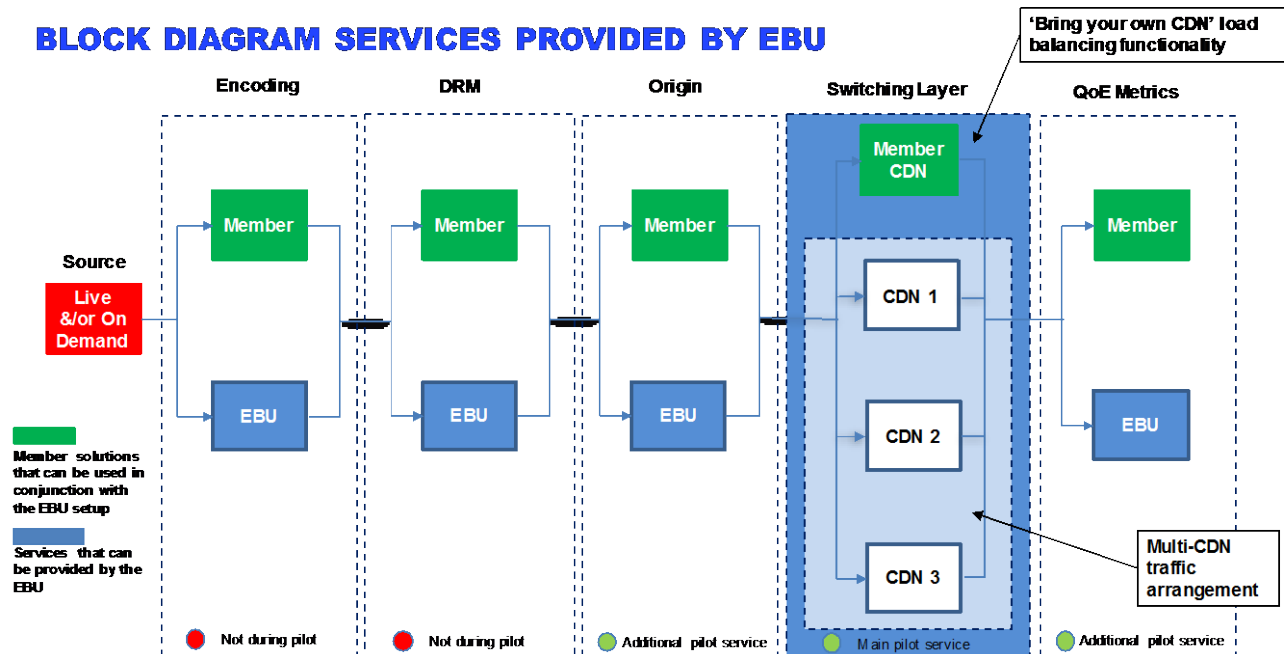 BLOCK DIAGRAM SERVICES PROVIDED BY EBU
'Bring your own CDN' load
balancing functionality
Encoding
DRM
Origin
Switching Layer
QoE Metrics
Member
CDN
Member
Member
Member
Member
Source
Live
&/or On
Demand
CDN 1
EBU
EBU
EBU
CDN 2
EBU
Member solutions
that can be used in
conjunction with
the EBU setup
Services that can
be provided by the
EBU
CDN 3
Multi-CDN
traffic
arrangement
Not during pilot
Not during pilot
Additional pilot service
Main pilot service
Additional pilot service